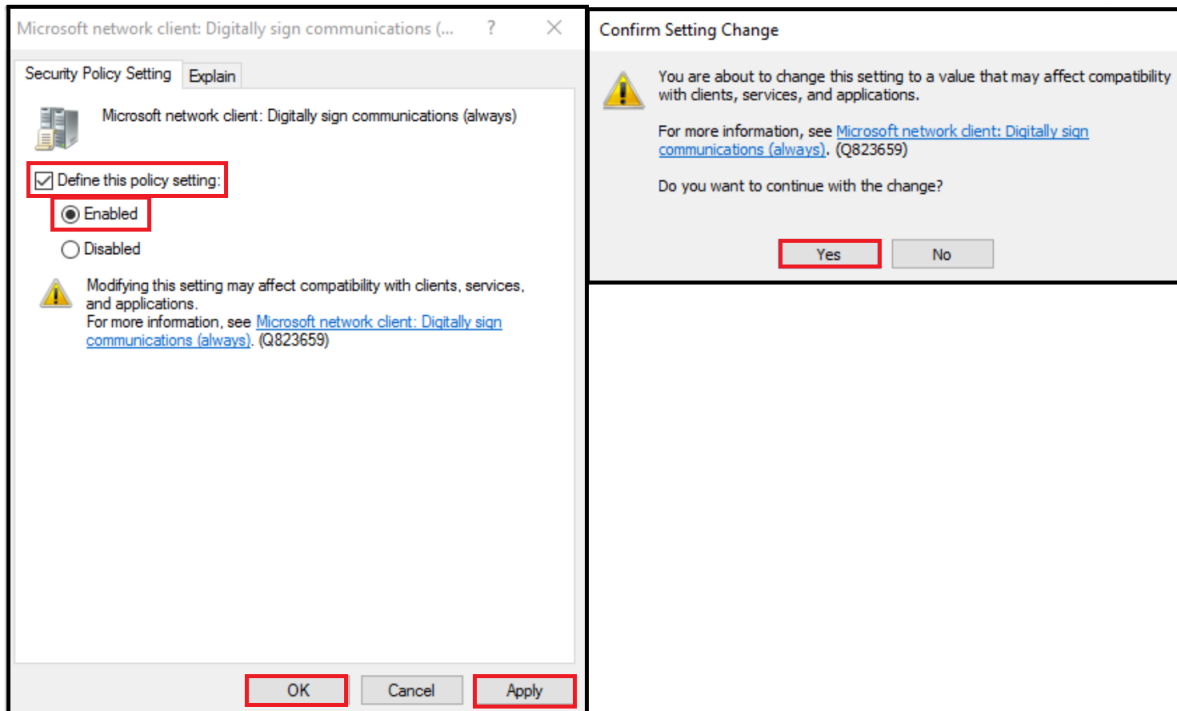 Microsoft network client: Digitally sign communications (... ?
Security Policy Setting Explain
Microsoft network client: Digitally sign communications (always)
Define this policy setting:
Enabled
Disabled
Modifying this setting may affect compatibility with clients, services,
and applications.
For more information, see Microsoft network client: Digitally sign
communications (always). (Q823659)
OK Cancel Apply
Confirm Setting Change
You are about to change this setting to a value that may affect compatibility
with clients, services, and applications.
For more information, see Microsoft network client: Digitally sign
communications (always). (Q823659)
Do you want to continue with the change?
Yes No